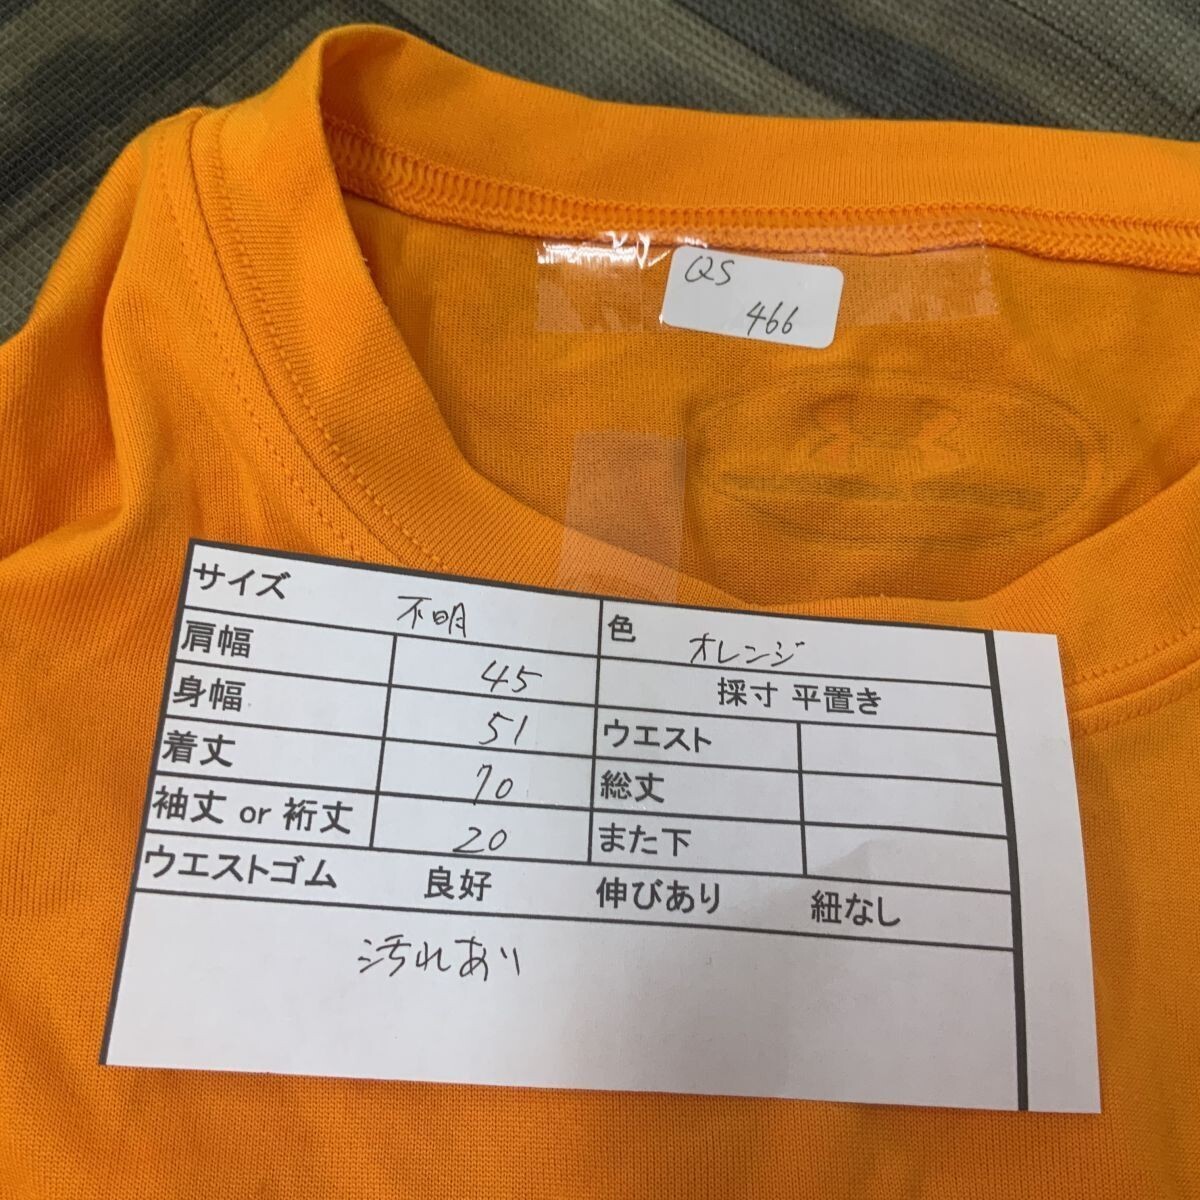 QS
466
サイズ 不明 色 オレンジ
肩幅 45 採寸 平置き
身幅 51 ウエスト
着丈 70 総丈
袖丈 or 裄丈 20 また下
ウエストゴム 良好 伸びあり 紐なし
汚れあり